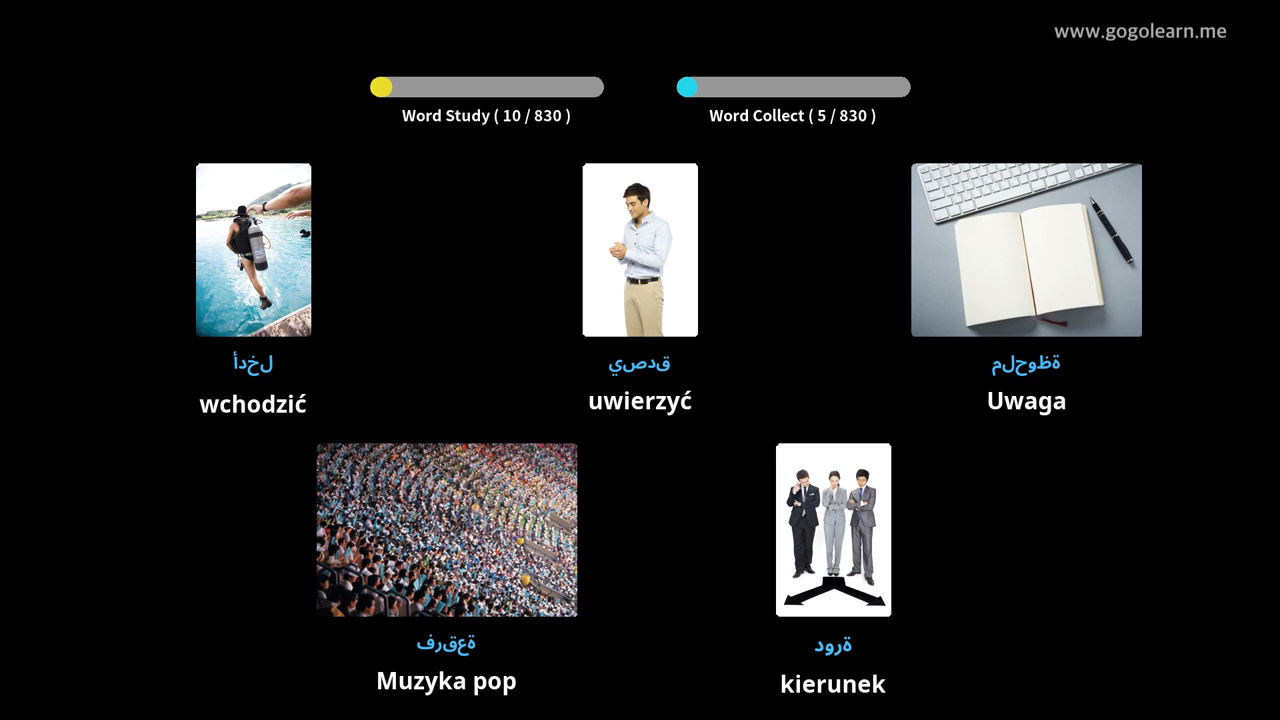 www.gogolearn.me
Word Study ( 10 / 830 )
Word Collect ( 5 / 830 )
لخدأ
wchodzić
قدصي
uwierzyć
ةظوحلم
Uwaga
ةعقرف
Muzyka pop
ةرود
kierunek